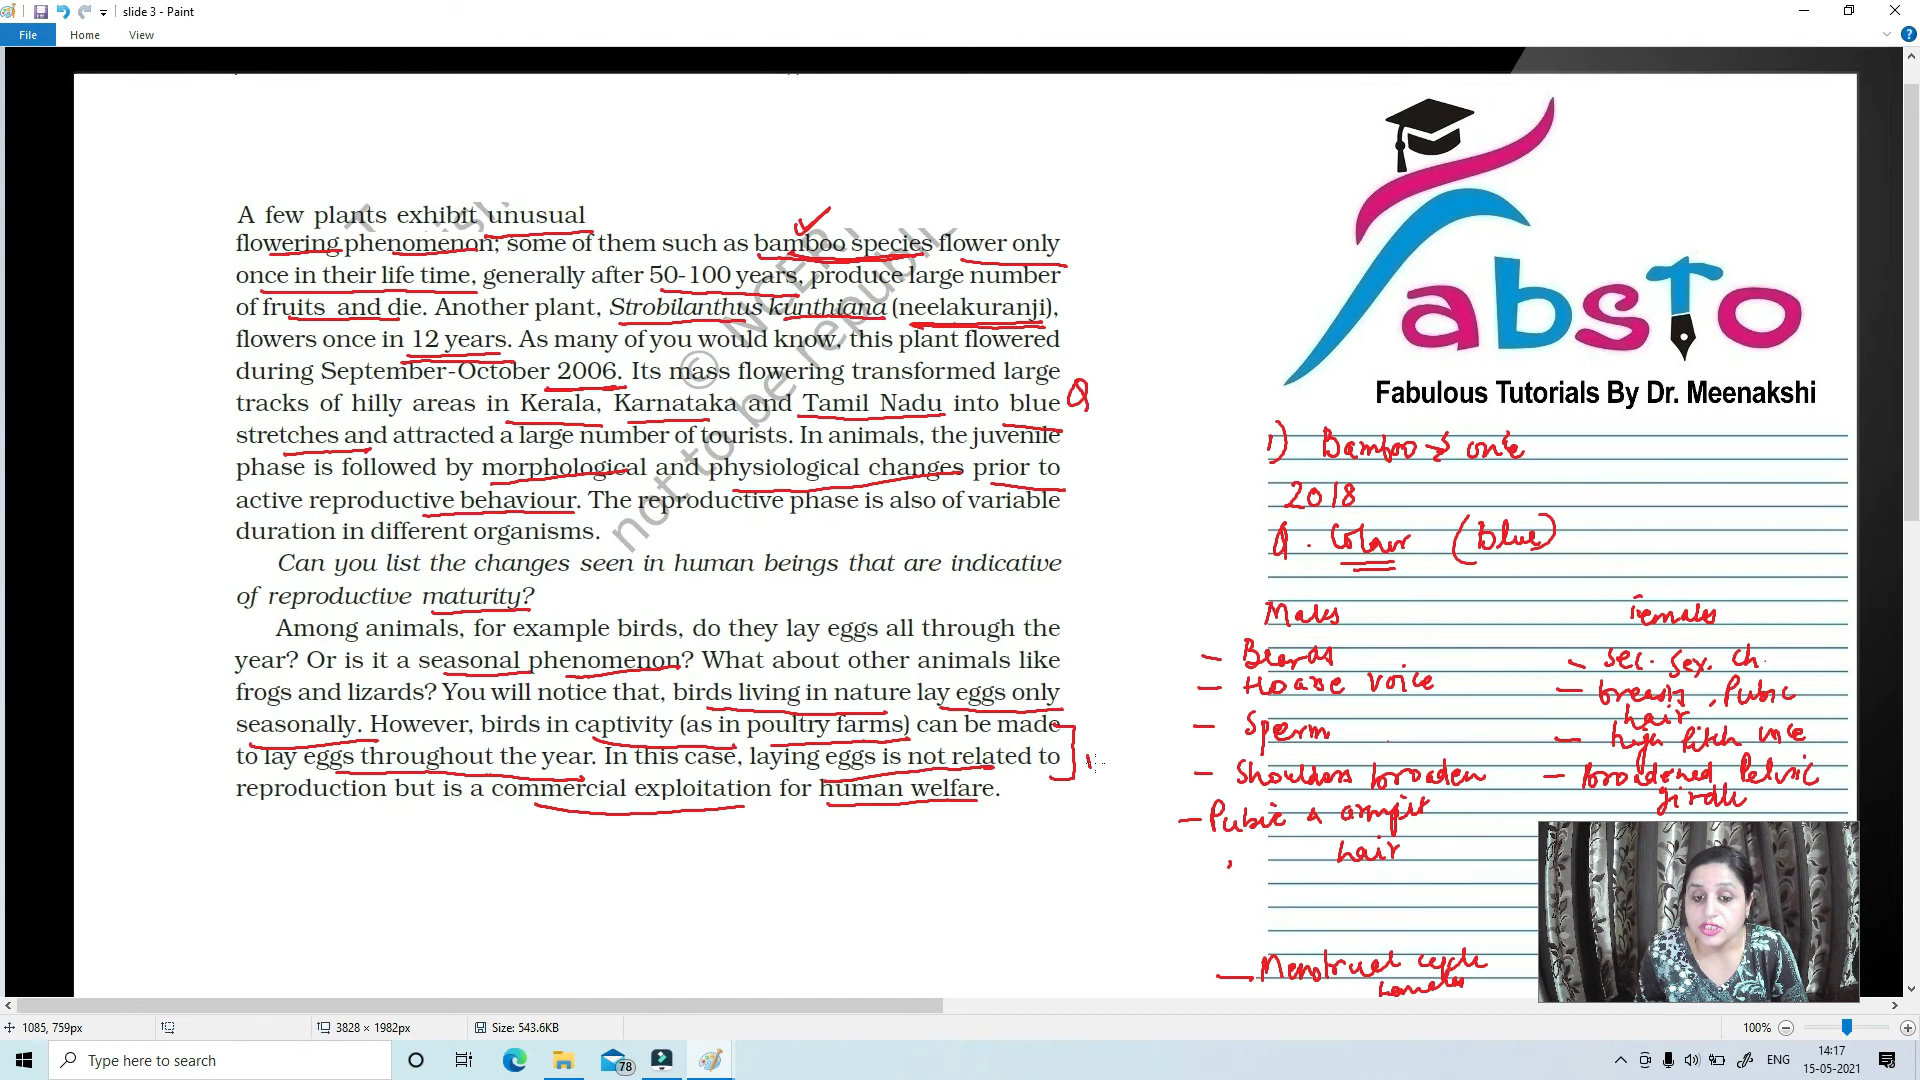 slide 3 - Paint
File Home View
A few plants exhibit unusual
flowering phenomenon; some of them such as bamboo species flower only
once in their life time, generally after 50-100 years, produce large number
of fruits and die. Another plant, Strobilanthus kunthiana (neelakuranji),
flowers once in 12 years. As many of you would know, this plant flowered
during September-October 2006. Its mass flowering transformed large
tracks of hilly areas in Kerala, Karnataka and Tamil Nadu into blue Q
stretches and attracted a large number of tourists. In animals, the juvenile
phase is followed by morphological and physiological changes prior to
active reproductive behaviour. The reproductive phase is also of variable
duration in different organisms.
Can you list the changes seen in human beings that are indicative
of reproductive maturity?
Among animals, for example birds, do they lay eggs all through the
year? Or is it a seasonal phenomenon? What about other animals like
frogs and lizards? You will notice that, birds living in nature lay eggs only
seasonally. However, birds in captivity (as in poultry farms) can be made
to lay eggs throughout the year. In this case, laying eggs is not related to
reproduction but is a commercial exploitation for human welfare.
© NCERT
not to be republish
absto
Fabulous Tutorials By Dr. Meenakshi
1) Bamboo → once
2018
Q. Colour (Blue)
Males
- Beards
- Hoarse voice
- Sperm
- Shoulders broaden
- Pubic & armpit
hair
Females
- Sec. Sex. Ch.
- breasts, Pubic
hair
- high pitch voice
- broadened Pelvic
girdle
- Menstrual cycle
1085, 759px 3828 × 1982px Size: 543.6KB 100%
Type here to search 78 ENG 14:17
15-05-2021